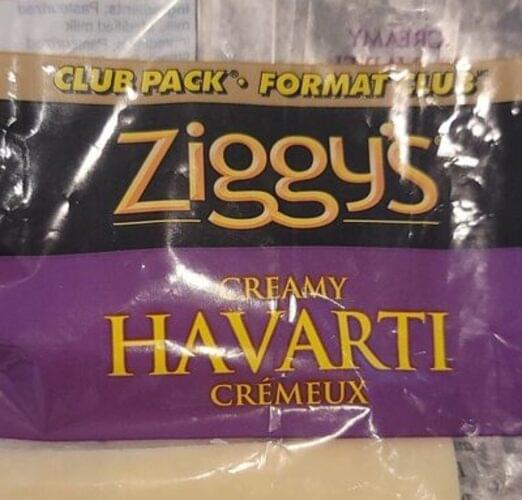 CLUB PACK® • FORMAT CLUB
Ziggy's
CREAMY
HAVARTI
CRÉMEUX